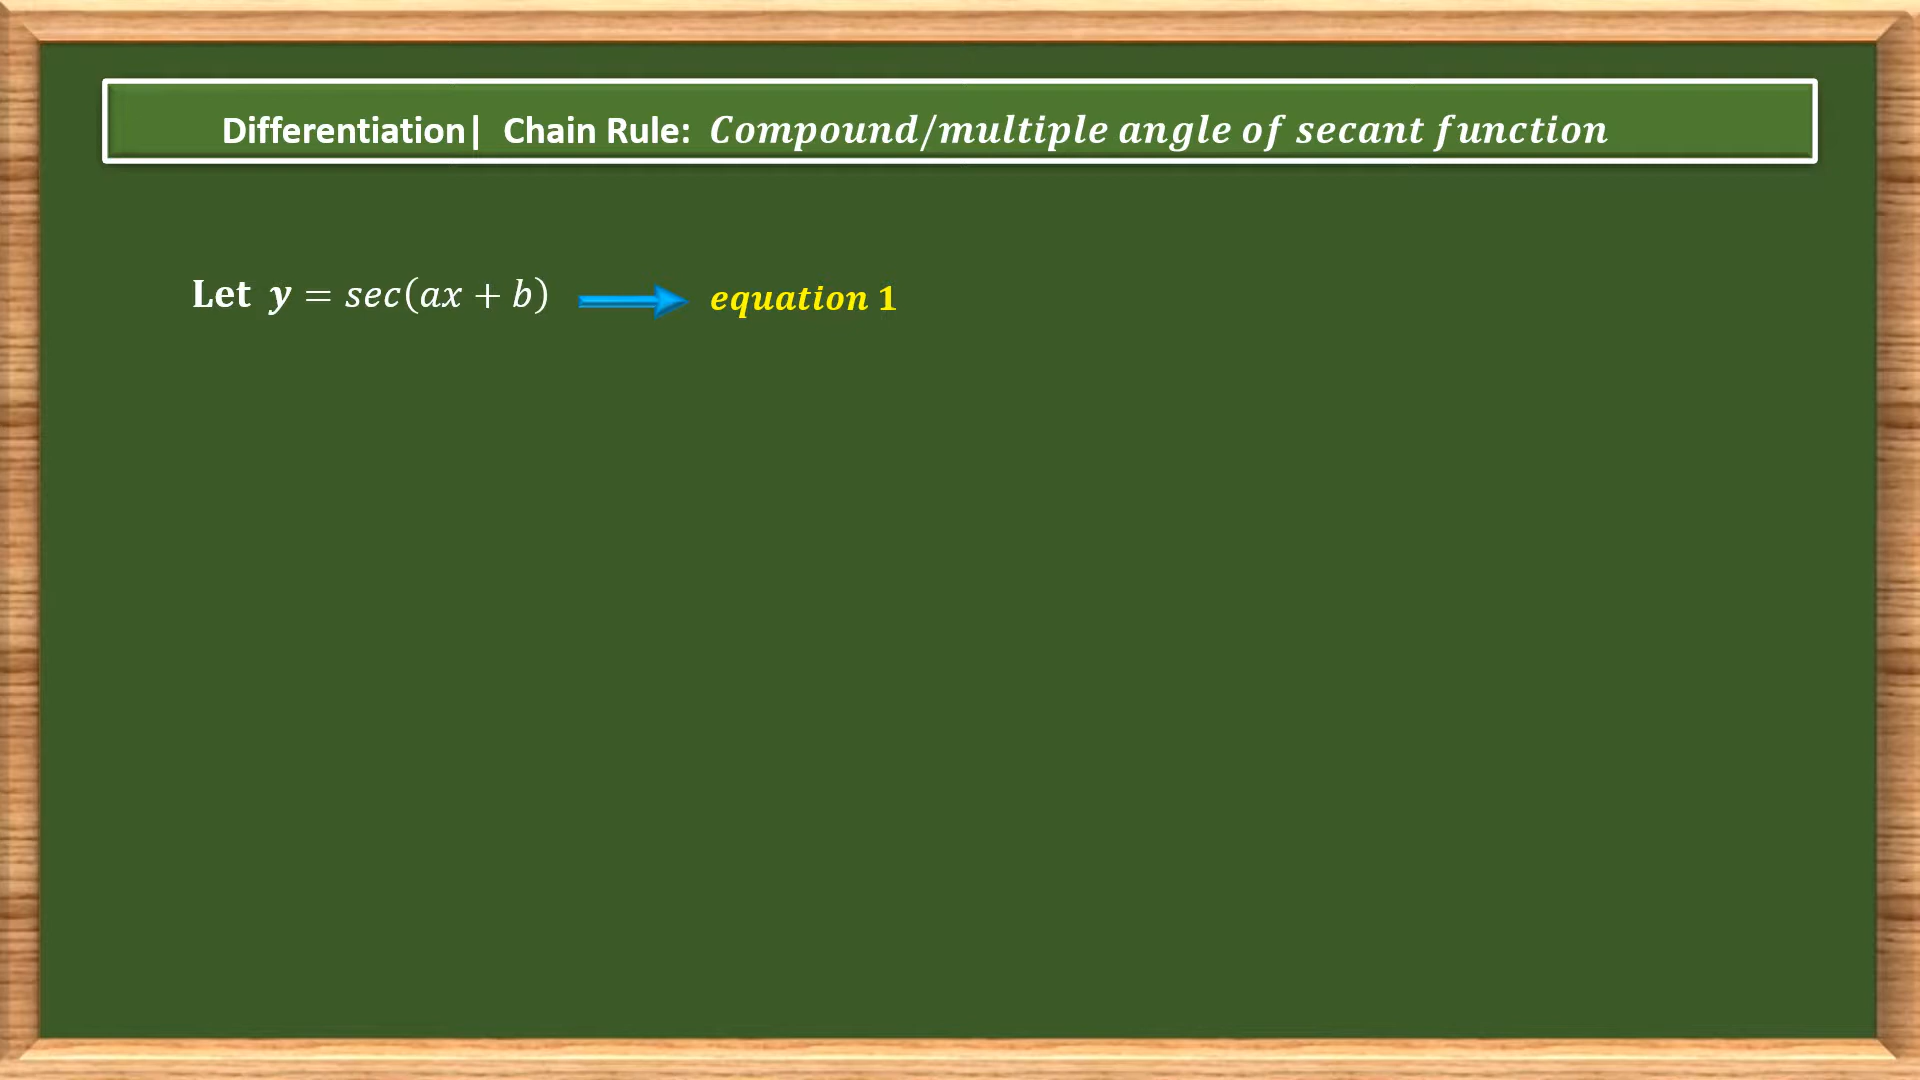 Differentiation| Chain Rule: Compound/multiple angle of secant function
Let y = sec(ax + b) equation 1